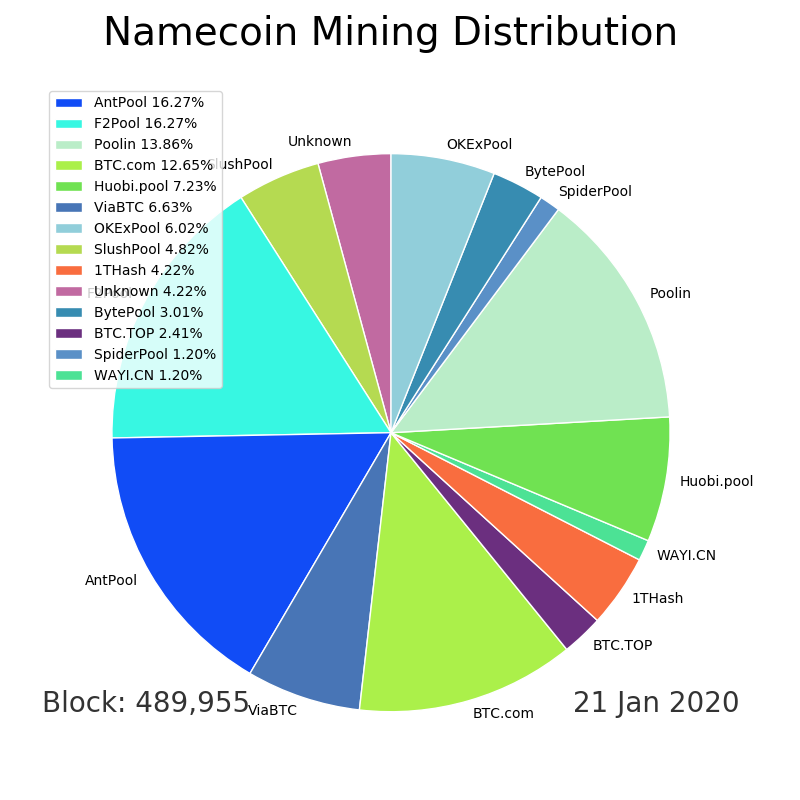 Namecoin Mining Distribution
AntPool 16.27%
F2Pool 16.27%
Poolin 13.86%
BTC.com 12.65%
Huobi.pool 7.23%
ViaBTC 6.63%
OKExPool 6.02%
SlushPool 4.82%
1THash 4.22%
Unknown 4.22%
BytePool 3.01%
BTC.TOP 2.41%
SpiderPool 1.20%
WAYI.CN 1.20%
Unknown
OKExPool
SlushPool
BytePool
SpiderPool
F2Pool
Poolin
Huobi.pool
WAYI.CN
AntPool
1THash
BTC.TOP
Block: 489,955
21 Jan 2020
ViaBTC
BTC.com